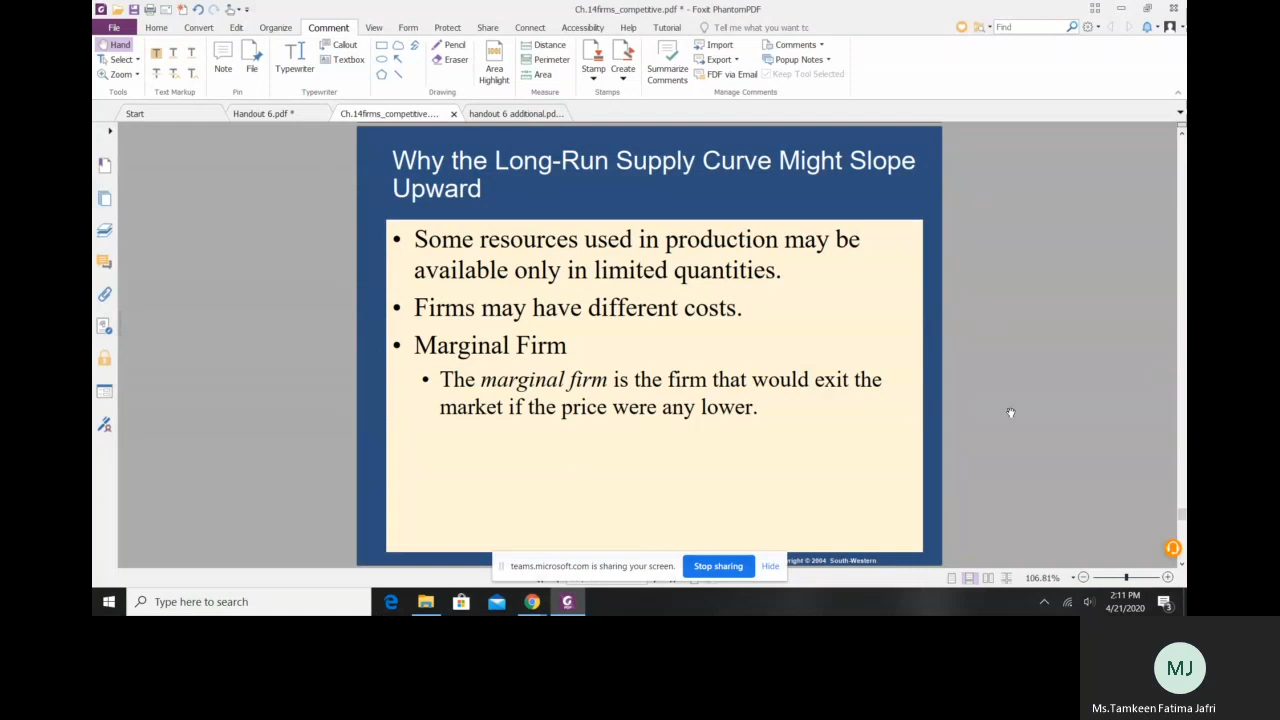 Ch.14firms_competitive.pdf * - Foxit PhantomPDF
File Home Convert Edit Organize Comment View Form Protect Share Connect Accessibility Help Tutorial Tell me what you want to Find
Hand
Select
Zoom
Tools
Text Markup
Note
File
Pin
Typewriter
Callout
Textbox
Typewriter
Pencil
Eraser
Drawing
Area
Highlight
Distance
Perimeter
Area
Measure
Stamp
Create
Stamps
Summarize
Comments
Import
Export
FDF via Email
Comments
Popup Notes
Keep Tool Selected
Manage Comments
Start Handout 6.pdf * Ch.14firms_competitive.... handout 6 additional.pd...
Why the Long-Run Supply Curve Might Slope
Upward
• Some resources used in production may be
available only in limited quantities.
• Firms may have different costs.
• Marginal Firm
• The marginal firm is the firm that would exit the
market if the price were any lower.
© 2004 South-Western
teams.microsoft.com is sharing your screen. Stop sharing Hide
106.81%
Type here to search
2:11 PM
4/21/2020
3
MJ
Ms.Tamkeen Fatima Jafri